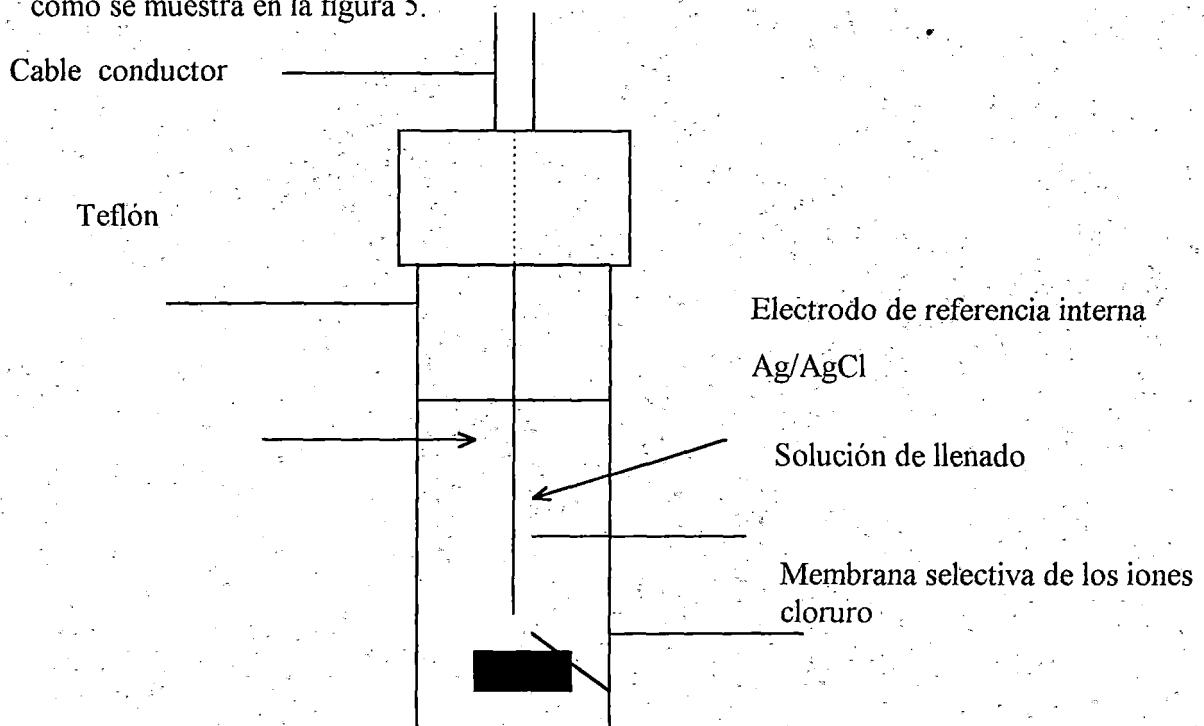 como se muestra en la figura 5.
Cable conductor
Teflón
Electrodo de referencia interna
Ag/AgCl
Solución de llenado
Membrana selectiva de los iones
cloruro